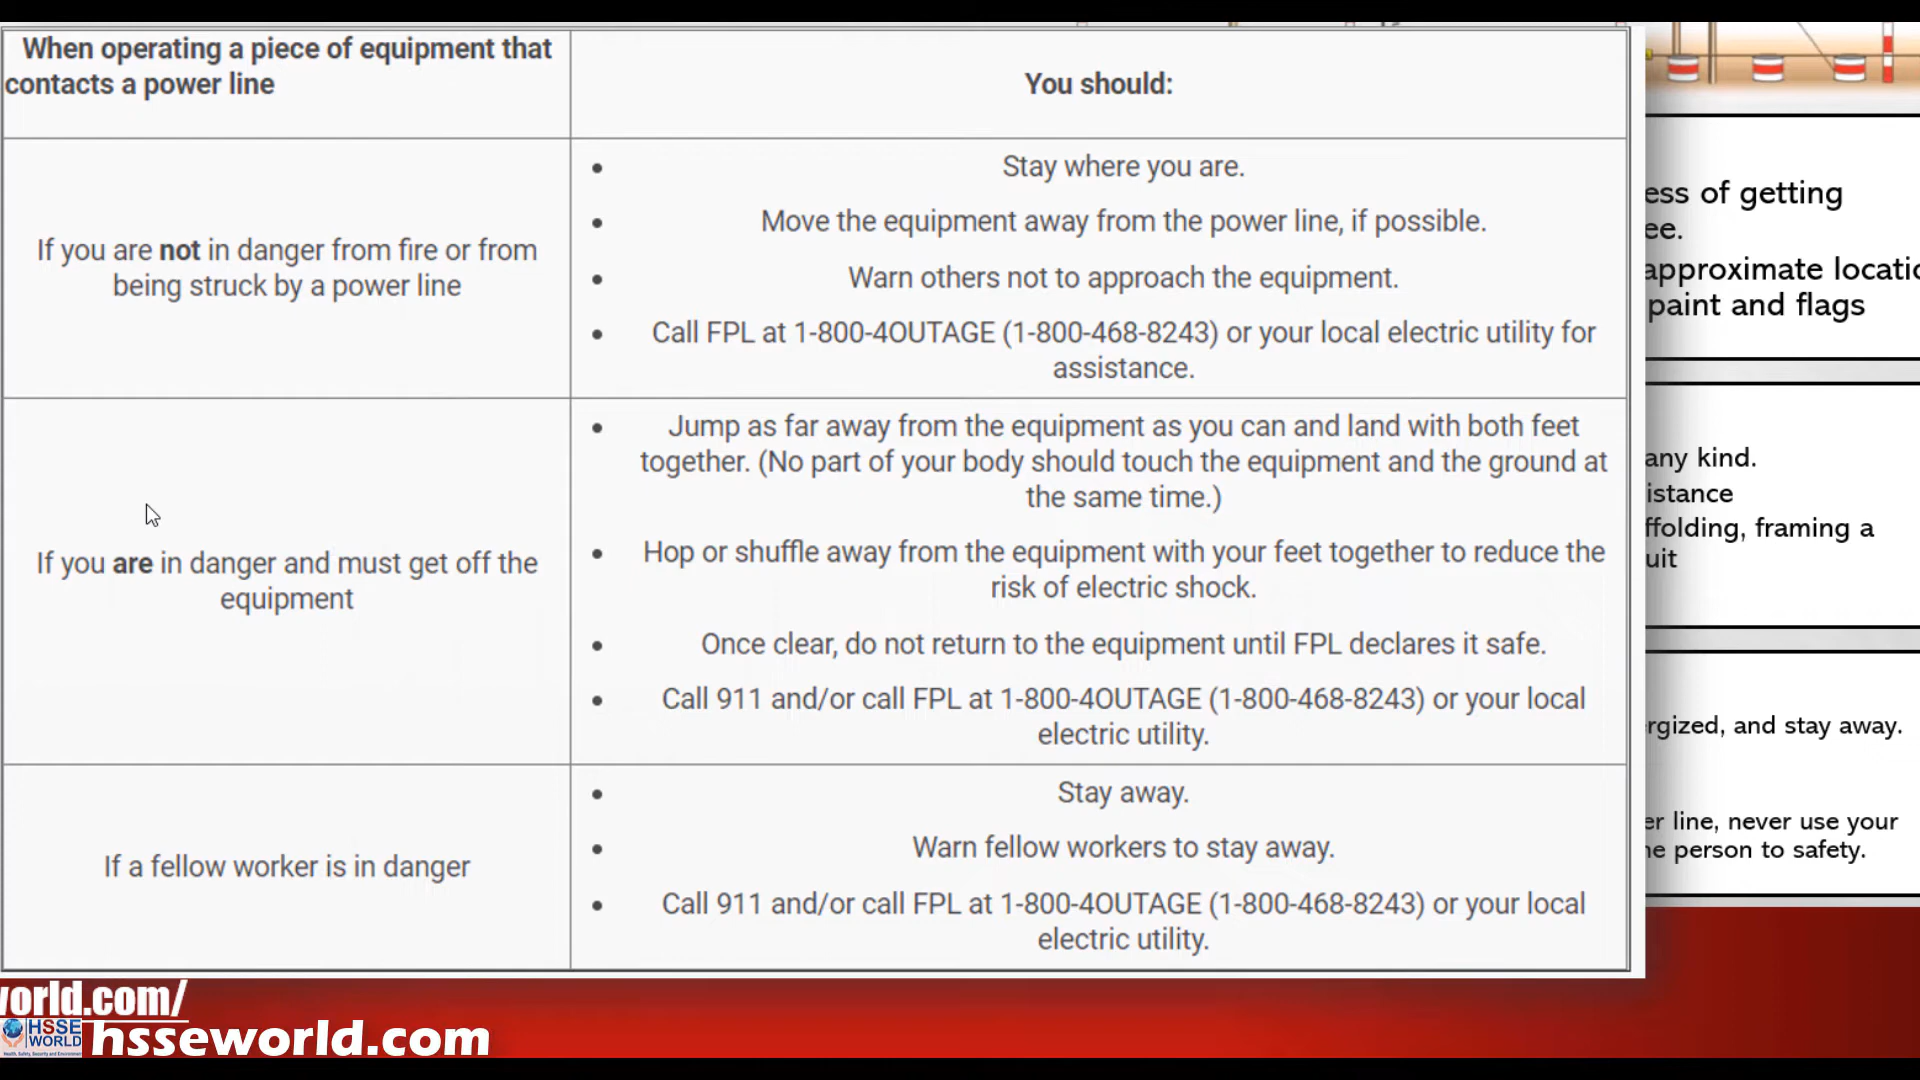 When operating a piece of equipment that
contacts a power line
You should:
If you are not in danger from fire or from
being struck by a power line
• Stay where you are.
• Move the equipment away from the power line, if possible.
• Warn others not to approach the equipment.
• Call FPL at 1-800-4OUTAGE (1-800-468-8243) or your local electric utility for
assistance.
If you are in danger and must get off the
equipment
• Jump as far away from the equipment as you can and land with both feet
together. (No part of your body should touch the equipment and the ground at
the same time.)
• Hop or shuffle away from the equipment with your feet together to reduce the
risk of electric shock.
• Once clear, do not return to the equipment until FPL declares it safe.
• Call 911 and/or call FPL at 1-800-4OUTAGE (1-800-468-8243) or your local
electric utility.
If a fellow worker is in danger
• Stay away.
• Warn fellow workers to stay away.
• Call 911 and/or call FPL at 1-800-4OUTAGE (1-800-468-8243) or your local
electric utility.
ess of getting
ee.
approximate locatio
paint and flags
any kind.
istance
ffolding, framing a
uit
rgized, and stay away.
er line, never use your
he person to safety.
world.com/
HSSE
WORLD
hsseworld.com